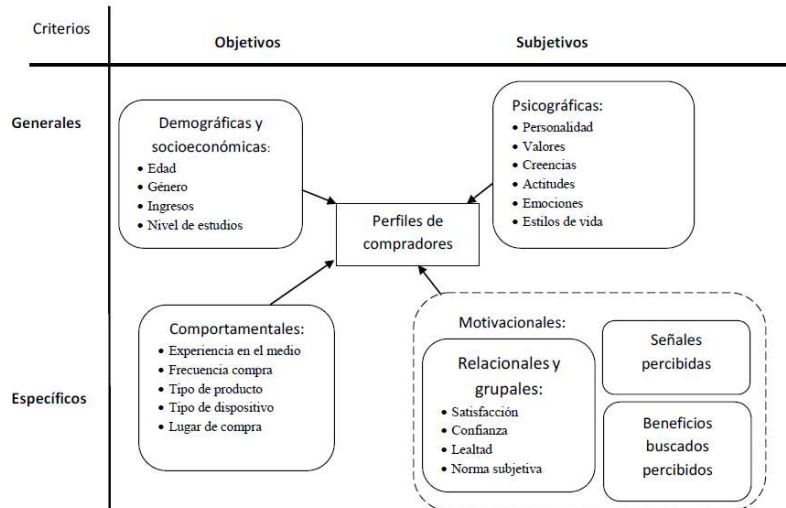 Criterios
Objetivos
Subjetivos
Generales
Demográficas y
socioeconómicas:
• Edad
• Género
• Ingresos
• Nivel de estudios
Psicográficas:
• Personalidad
• Valores
• Creencias
• Actitudes
• Emociones
• Estilos de vida
Perfiles de
compradores
Específicos
Comportamentales:
• Experiencia en el medio
• Frecuencia compra
• Tipo de producto
• Tipo de dispositivo
• Lugar de compra
Motivacionales:
Relacionales y
grupales:
• Satisfacción
• Confianza
• Lealtad
• Norma subjetiva
Señales
percibidas
Beneficios
buscados
percibidos